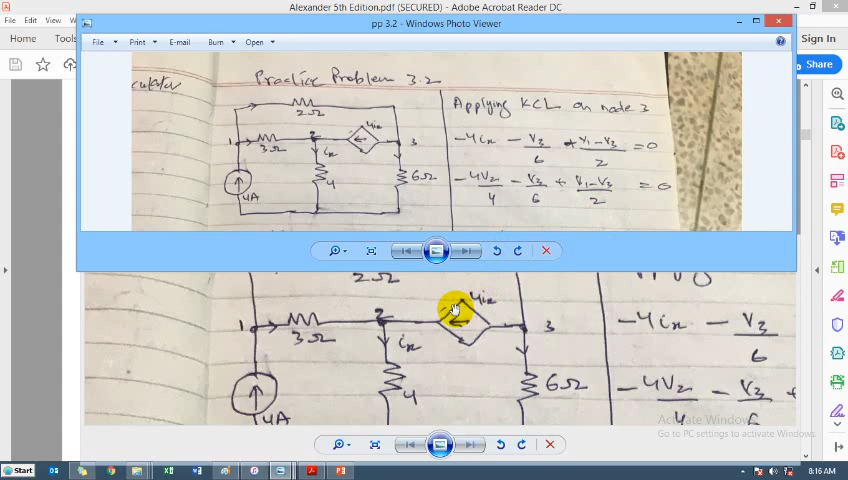 Alexander 5th Edition.pdf (SECURED) - Adobe Acrobat Reader DC
File Edit View
Home Tools
Sign In
Share
pp 3.2 - Windows Photo Viewer
File Print E-mail Burn Open
Practice Problem 3.2
2Ω
1 3Ω 2 4ix 3
ix
4 6Ω
4A
Applying KCL on node 3
-4ix - V3/6 + V1-V3/2 = 0
-4V2/4 - V3/6 + V1-V3/2 = 0
2Ω
1 3Ω 2 4ix 3
ix
4 6Ω
4A
-4ix - V3/6
-4V2/4 - V3/6 +
Activate Windows
Go to PC settings to activate Windows.
Start
8:16 AM